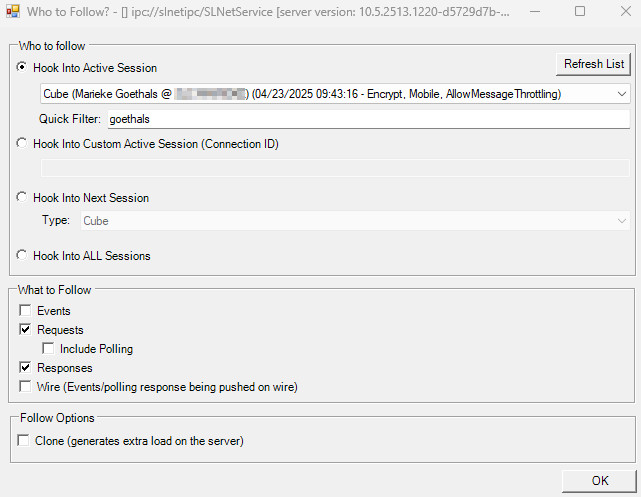 Who to Follow? - [] ipc://slnetipc/SLNetService [server version: 10.5.2513.1220-d5729d7b-...
Who to follow
Refresh List
Hook Into Active Session
Cube (Marieke Goethals @ ) (04/23/2025 09:43:16 - Encrypt, Mobile, AllowMessageThrottling)
Quick Filter: goethals
Hook Into Custom Active Session (Connection ID)
Hook Into Next Session
Type: Cube
Hook Into ALL Sessions
What to Follow
Events
Requests
Include Polling
Responses
Wire (Events/polling response being pushed on wire)
Follow Options
Clone (generates extra load on the server)
OK